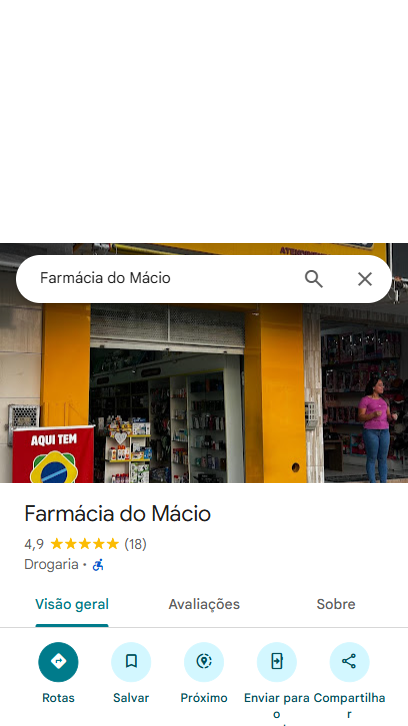 ATENDIMENTO
Farmácia do Mácio
AQUI TEM
Farmácia do Mácio
4,9 (18)
Drogaria ·
Visão geral Avaliações Sobre
Rotas Salvar Próximo Enviar para o Compartilhar